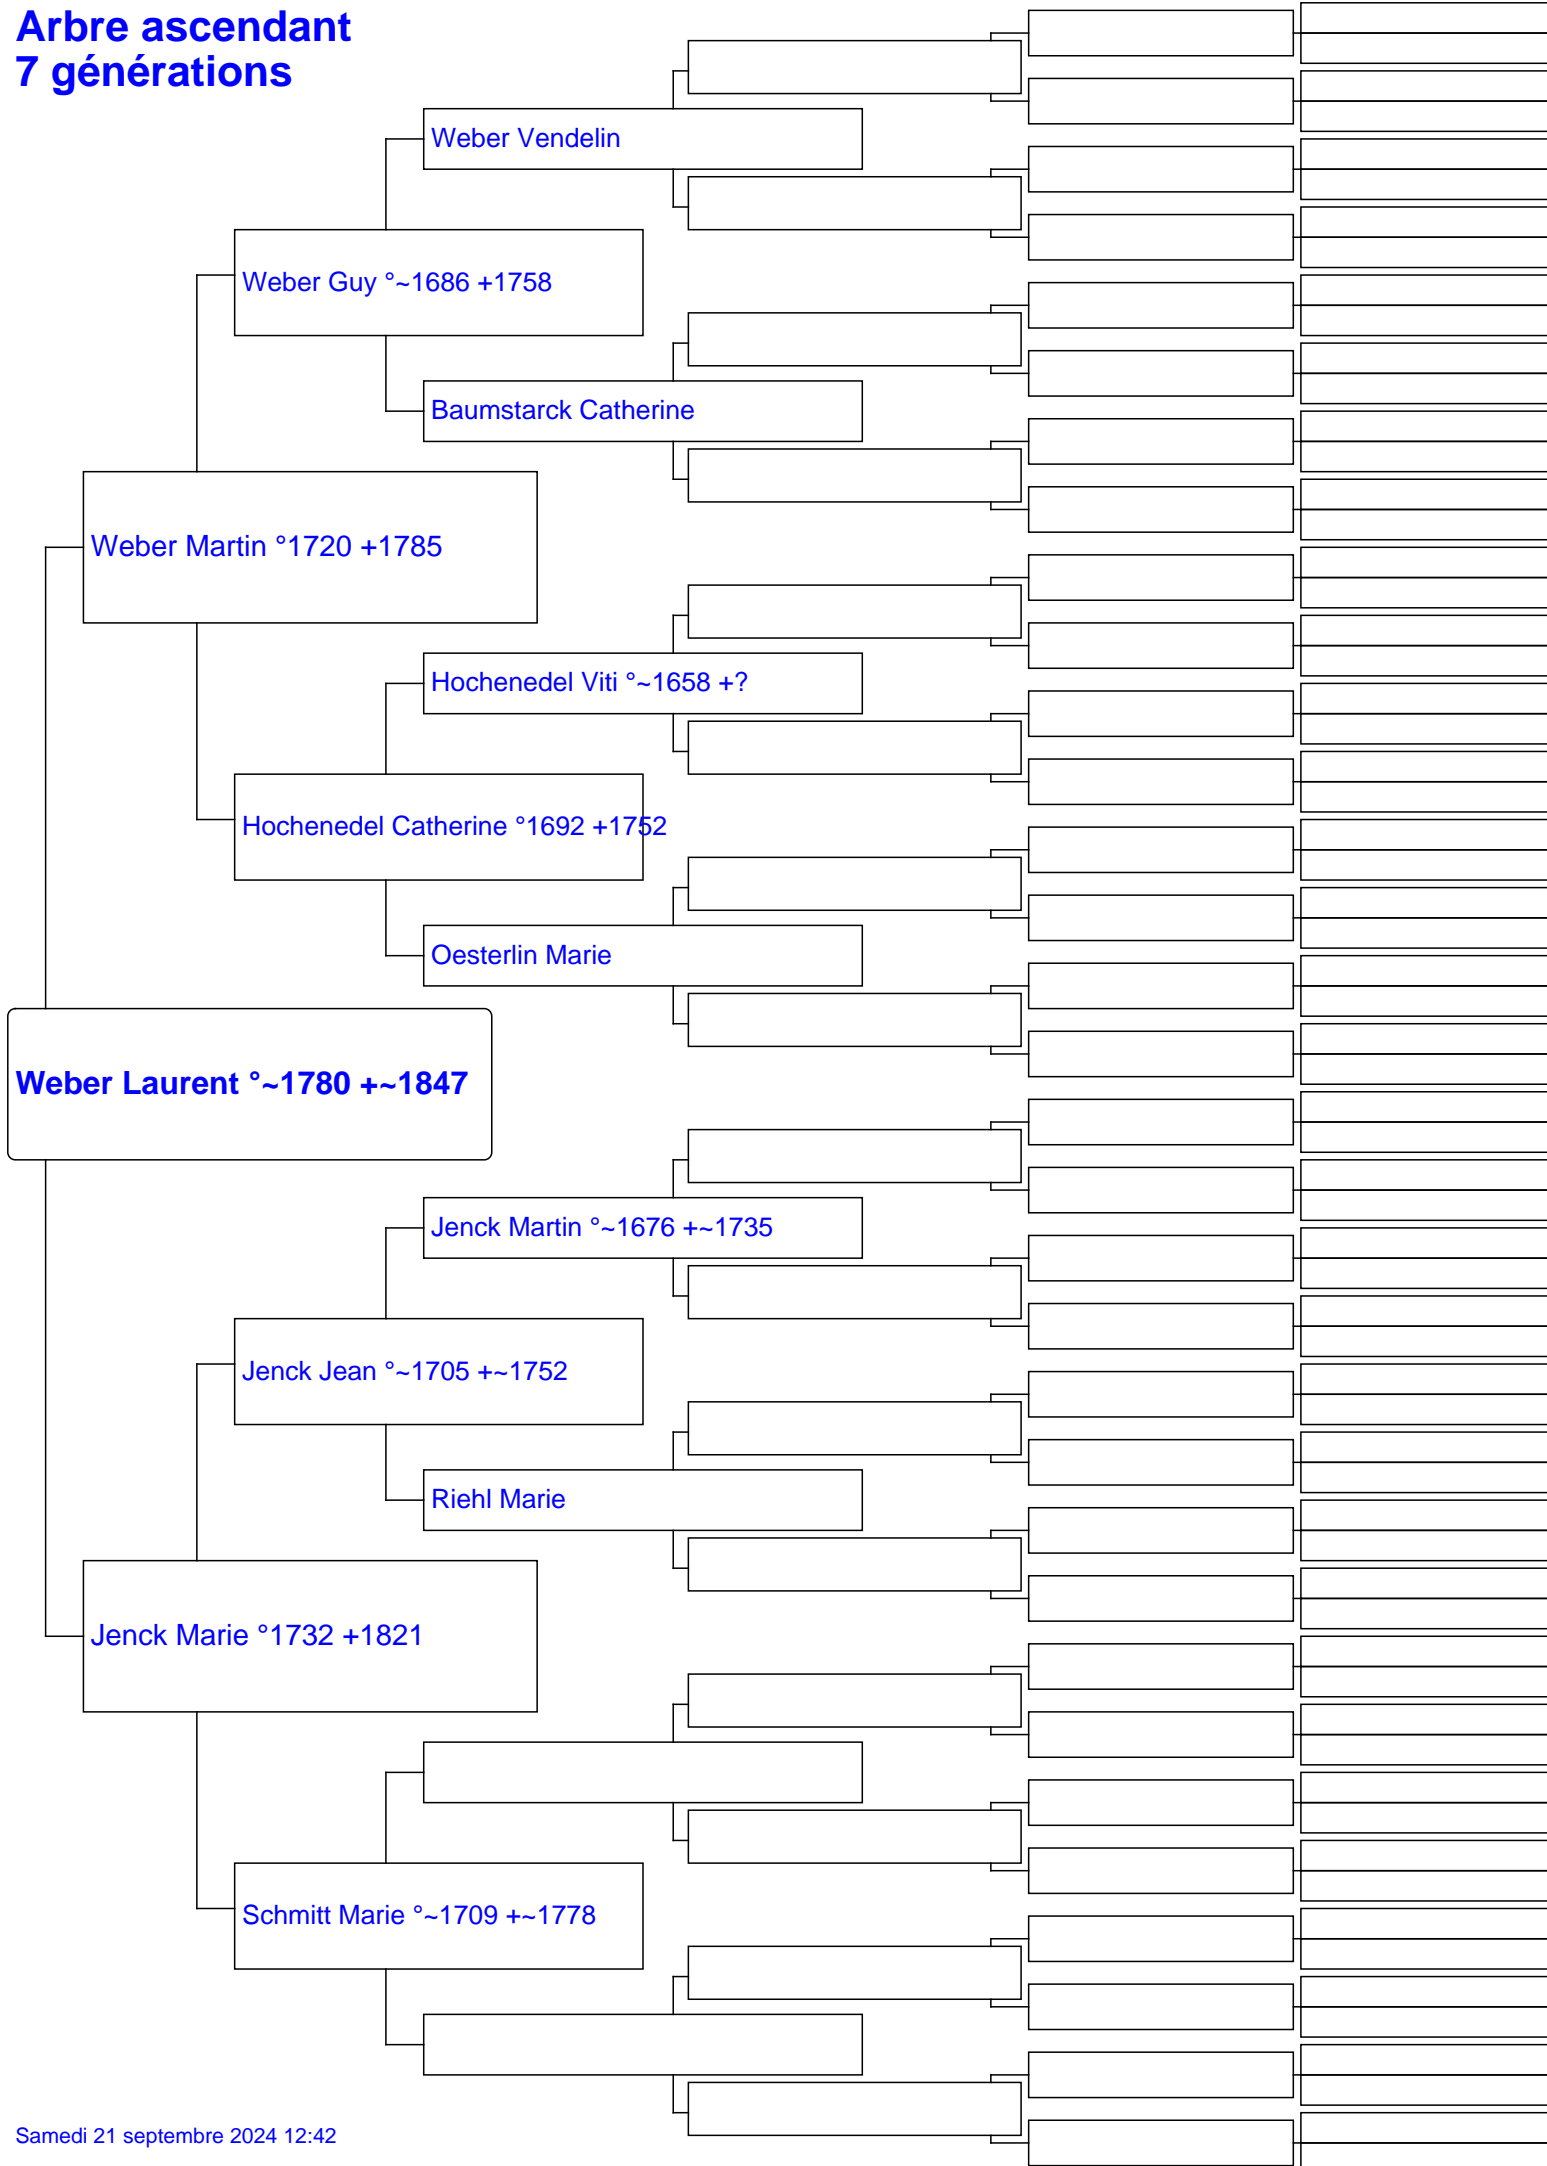 Arbre ascendant
7 générations
Weber Vendelin
Weber Guy °~1686 +1758
Baumstarck Catherine
Weber Martin °1720 +1785
Hochenedel Viti °~1658 +?
Hochenedel Catherine °1692 +1752
Oesterlin Marie
Weber Laurent °~1780 +~1847
Jenck Martin °~1676 +~1735
Jenck Jean °~1705 +~1752
Riehl Marie
Jenck Marie °1732 +1821
Schmitt Marie °~1709 +~1778
Samedi 21 septembre 2024 12:42